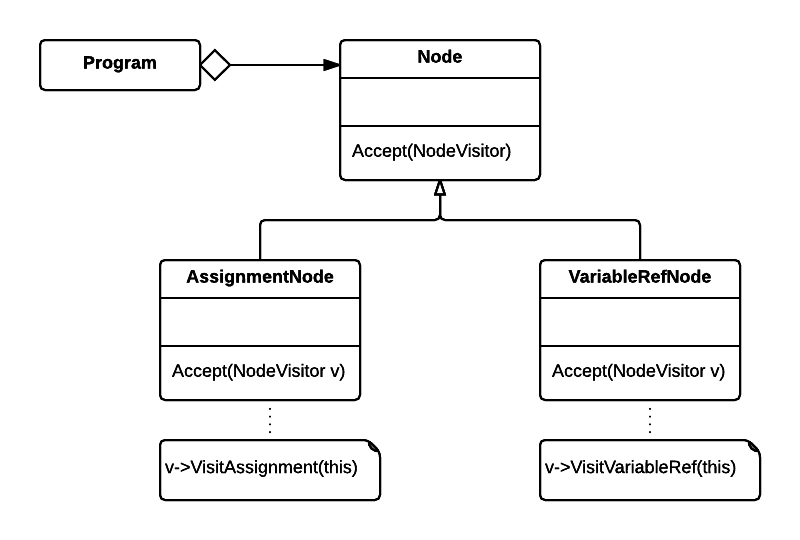 Program
Node
Accept(NodeVisitor)
AssignmentNode
VariableRefNode
Accept(NodeVisitor v)
Accept(NodeVisitor v)
v->VisitAssignment(this)
v->VisitVariableRef(this)